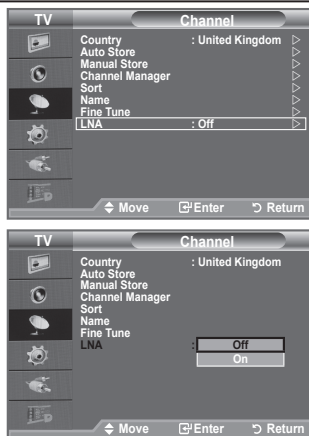 TV Channel
Country : United Kingdom
Auto Store
Manual Store
Channel Manager
Sort
Name
Fine Tune
LNA : Off
Move Enter Return
TV Channel
Country : United Kingdom
Auto Store
Manual Store
Channel Manager
Sort
Name
Fine Tune
LNA : Off
On
Move Enter Return